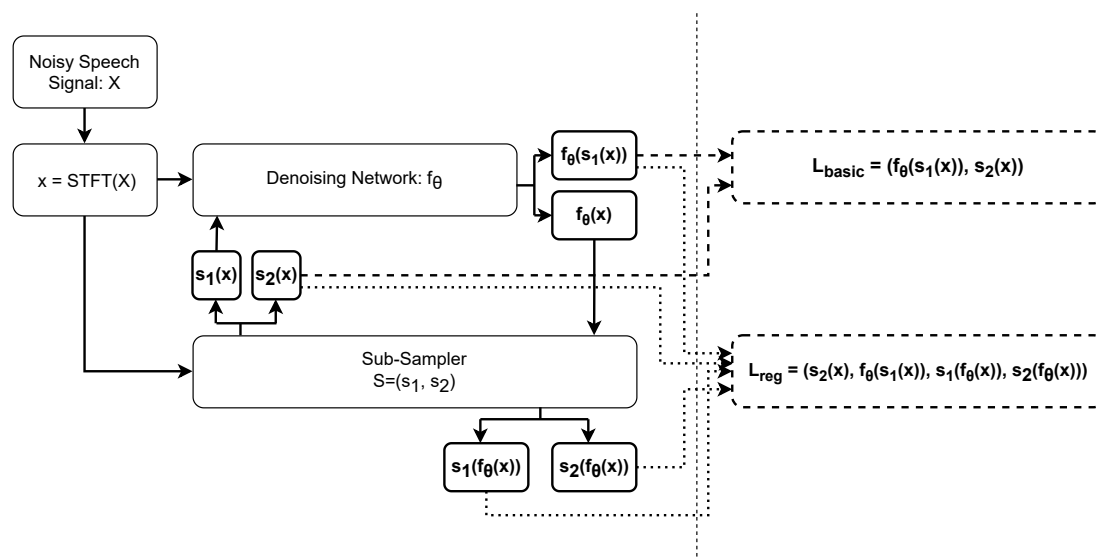 Noisy Speech
Signal: X
x = STFT(X)
Denoising Network: fθ
fθ(s1(x))
fθ(x)
Lbasic = (fθ(s1(x)), s2(x))
s1(x)
s2(x)
Sub-Sampler
S=(s1, s2)
Lreg = (s2(x), fθ(s1(x)), s1(fθ(x)), s2(fθ(x)))
s1(fθ(x))
s2(fθ(x))